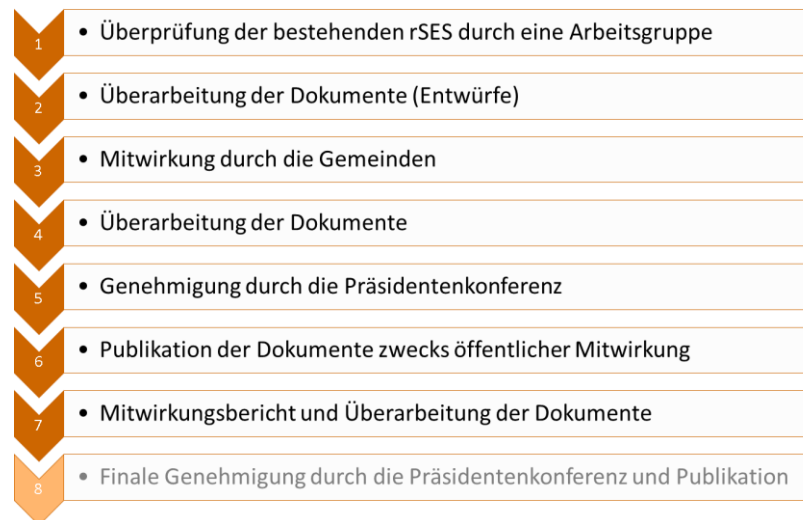 1 • Überprüfung der bestehenden rSES durch eine Arbeitsgruppe
2 • Überarbeitung der Dokumente (Entwürfe)
3 • Mitwirkung durch die Gemeinden
4 • Überarbeitung der Dokumente
5 • Genehmigung durch die Präsidentenkonferenz
6 • Publikation der Dokumente zwecks öffentlicher Mitwirkung
7 • Mitwirkungsbericht und Überarbeitung der Dokumente
8 • Finale Genehmigung durch die Präsidentenkonferenz und Publikation